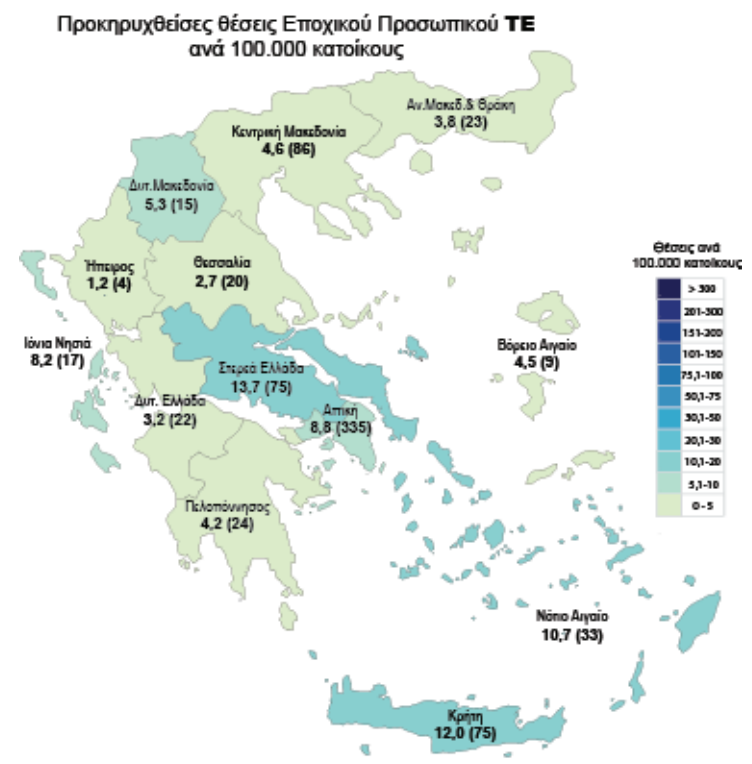 Προκηρυχθείσες θέσεις Εποχικού Προσωπικού ΤΕ
ανά 100.000 κατοίκους
Αν.Μακεδ.& Θράκη
3,8 (23)
Κεντρική Μακεδονία
4,6 (86)
Δυτ.Μακεδονία
5,3 (15)
Ήπειρος
1,2 (4)
Θεσσαλία
2,7 (20)
Θέσεις ανά
100.000 κατοίκους
> 300
201-300
151-200
101-150
75,1-100
50,1-75
30,1-50
20,1-30
10,1-20
5,1-10
0-5
Ιόνια Νησιά
8,2 (17)
Βόρειο Αιγαίο
4,5 (9)
Στερεά Ελλάδα
13,7 (75)
Δυτ. Ελλάδα
3,2 (22)
Αττική
8,8 (335)
Πελοπόννησος
4,2 (24)
Νότιο Αιγαίο
10,7 (33)
Κρήτη
12,0 (75)